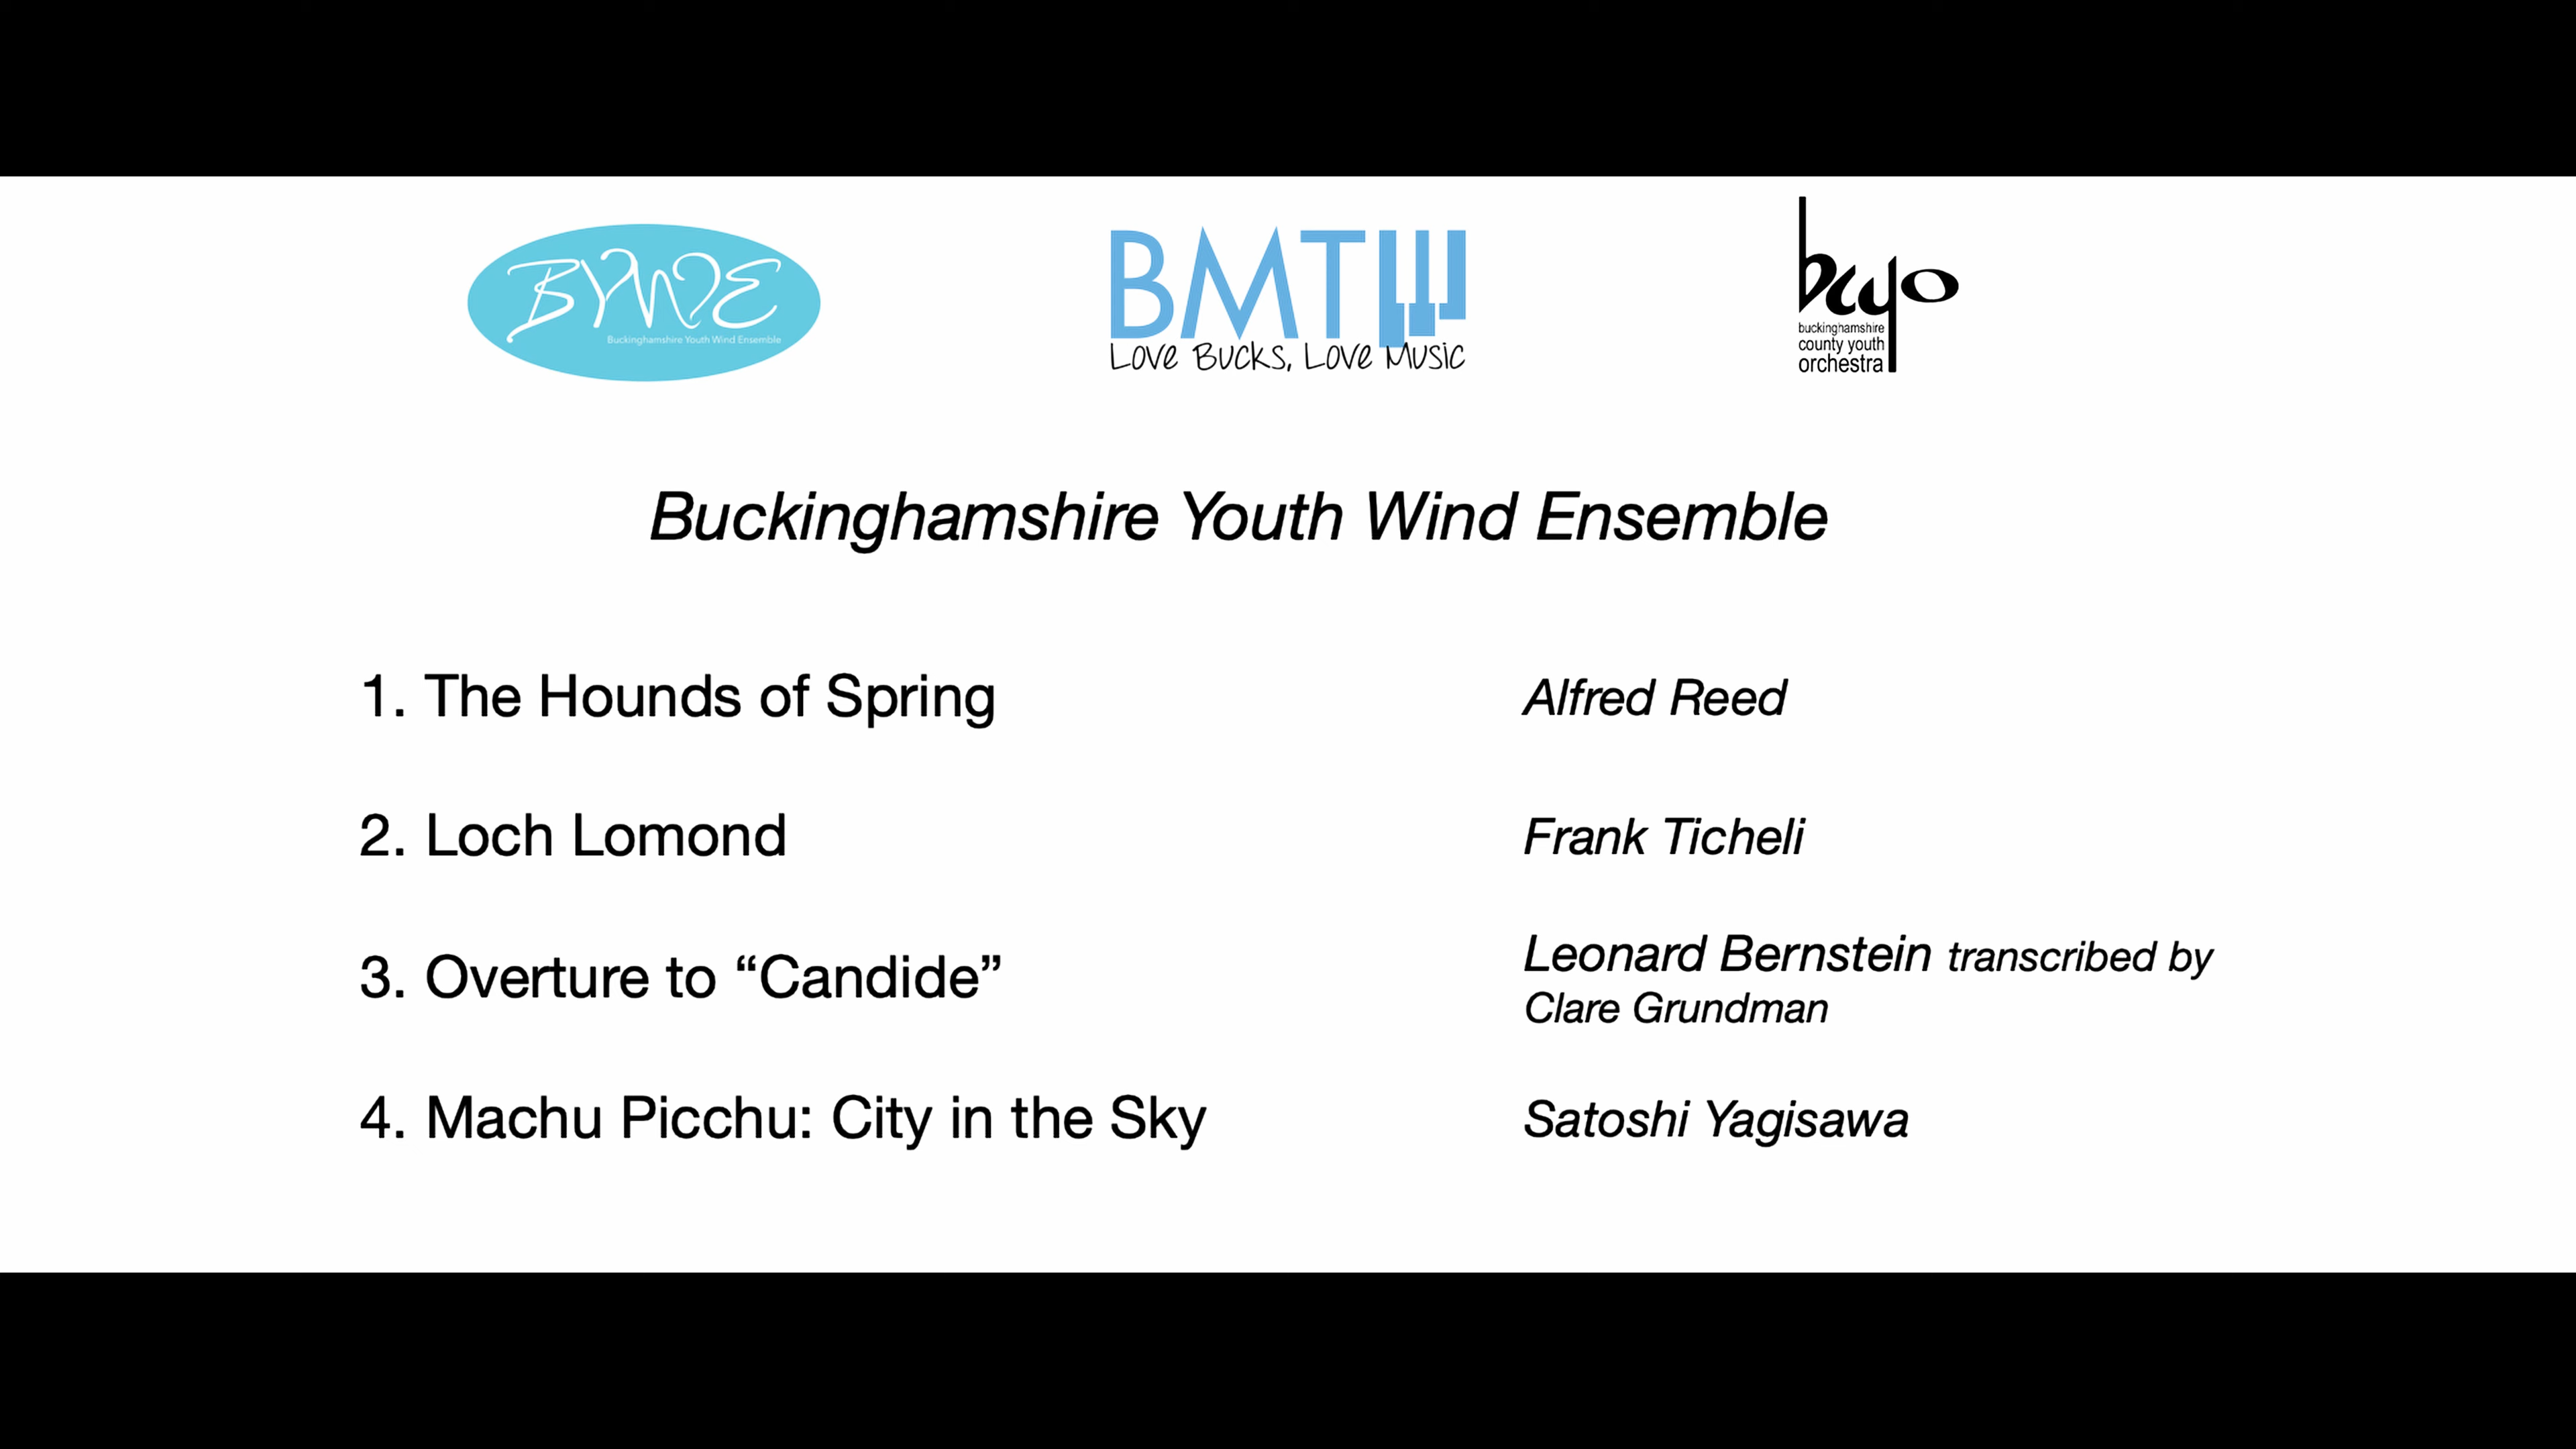 BYWE
Buckinghamshire Youth Wind Ensemble
BMT
Love Bucks, Love Music
bcyo
buckinghamshire
county youth
orchestra
Buckinghamshire Youth Wind Ensemble
1. The Hounds of Spring Alfred Reed
2. Loch Lomond Frank Ticheli
3. Overture to “Candide” Leonard Bernstein transcribed by
Clare Grundman
4. Machu Picchu: City in the Sky Satoshi Yagisawa